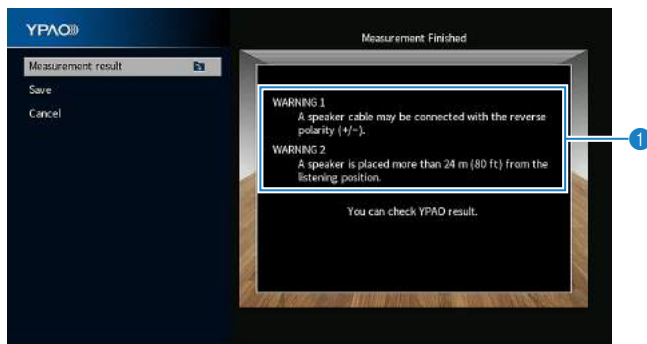 YPAO
Measurement Finished
Measurement result
Save
Cancel
WARNING 1
A speaker cable may be connected with the reverse
polarity (+/-).
WARNING 2
A speaker is placed more than 24 m (80 ft) from the
listening position.
You can check YPAO result.
1